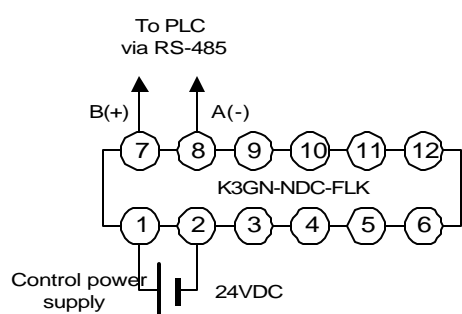 To PLC
via RS-485
B(+)
A(-)
7 8 9 10 11 12
K3GN-NDC-FLK
1 2 3 4 5 6
Control power
supply
24VDC